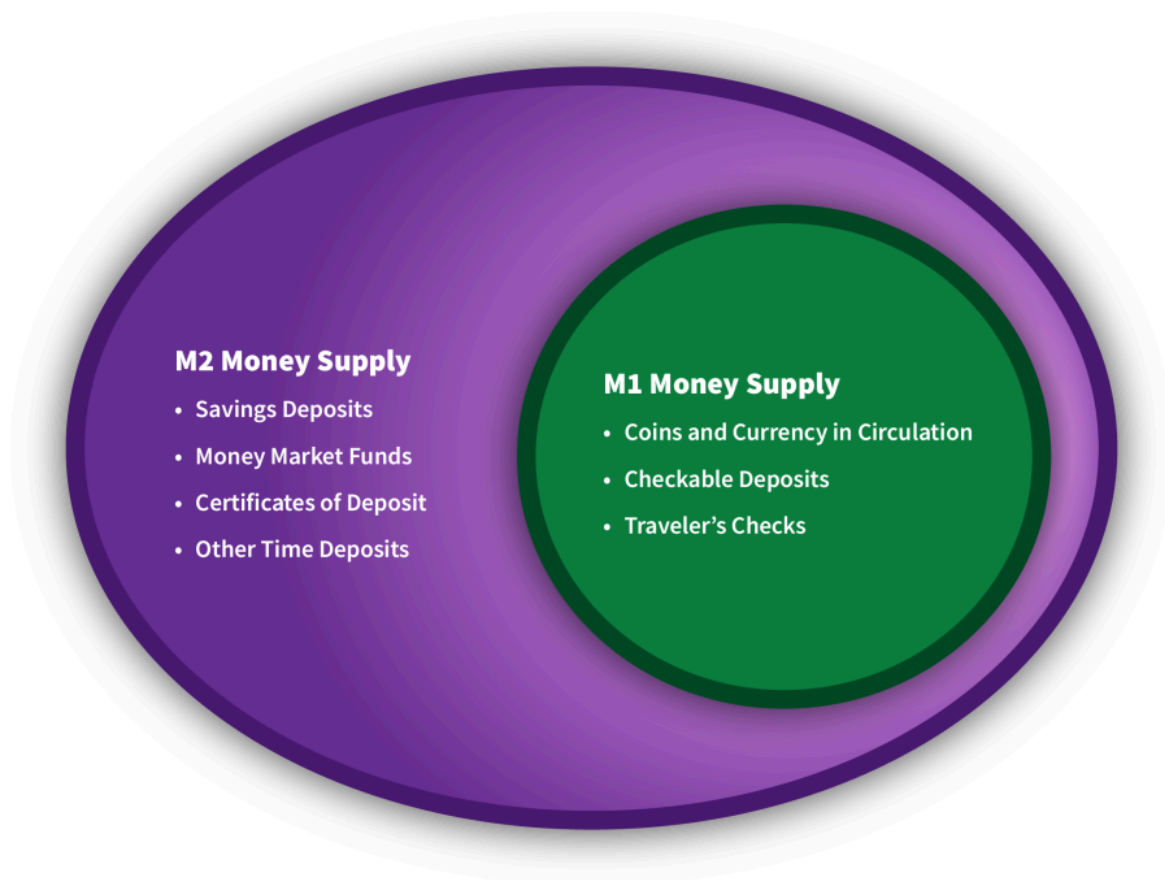 M2 Money Supply
• Savings Deposits
• Money Market Funds
• Certificates of Deposit
• Other Time Deposits
M1 Money Supply
• Coins and Currency in Circulation
• Checkable Deposits
• Traveler’s Checks